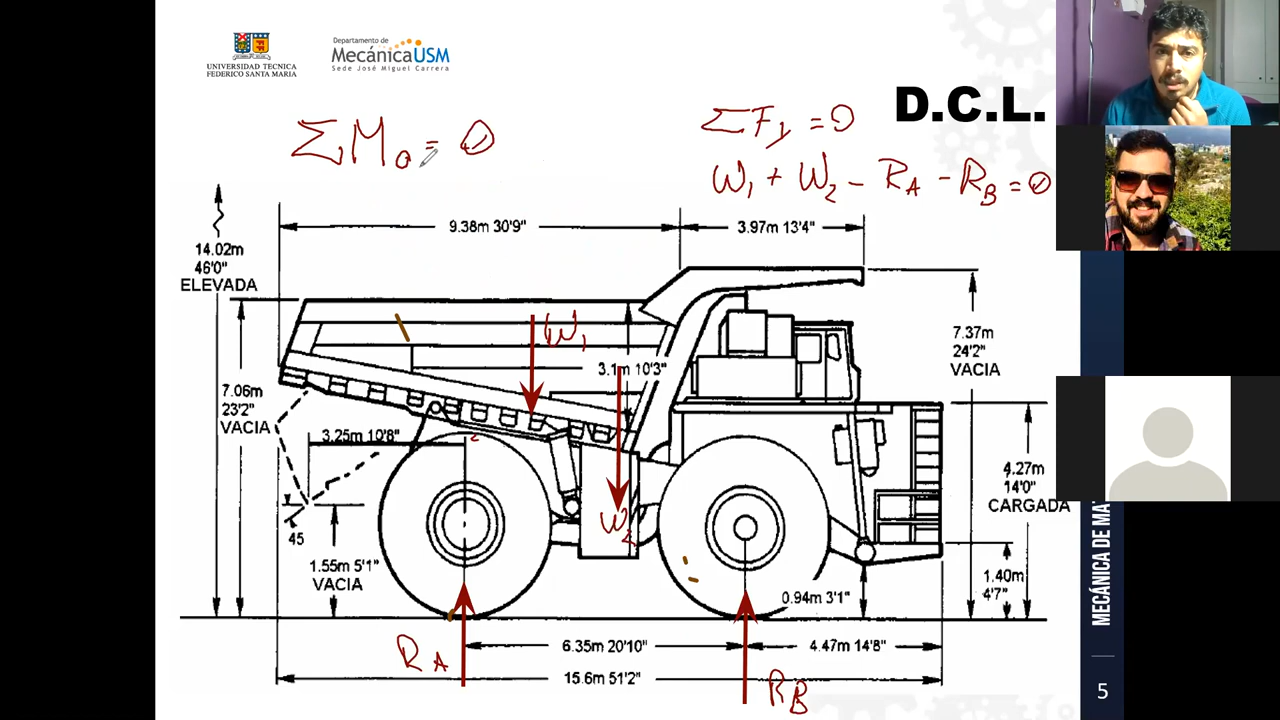 UNIVERSIDAD TECNICA
FEDERICO SANTA MARIA
Departamento de
MecánicaUSM
Sede José Miguel Carrera
D.C.L.
ΣM₀ = 0
ΣFy = 0
W₁ + W₂ - RA - RB = 0
9.38m 30'9"
3.97m 13'4"
14.02m
46'0"
ELEVADA
W₁
3.1m 10'3"
7.37m
24'2"
VACIA
7.06m
23'2"
VACIA
3.25m 10'8"
2
4.27m
14'0"
CARGADA
W₂
45
1.55m 5'1"
VACIA
1.40m
4'7"
0.94m 3'1"
RA
6.35m 20'10"
4.47m 14'8"
15.6m 51'2"
RB
MECÁNICA DE MA
5